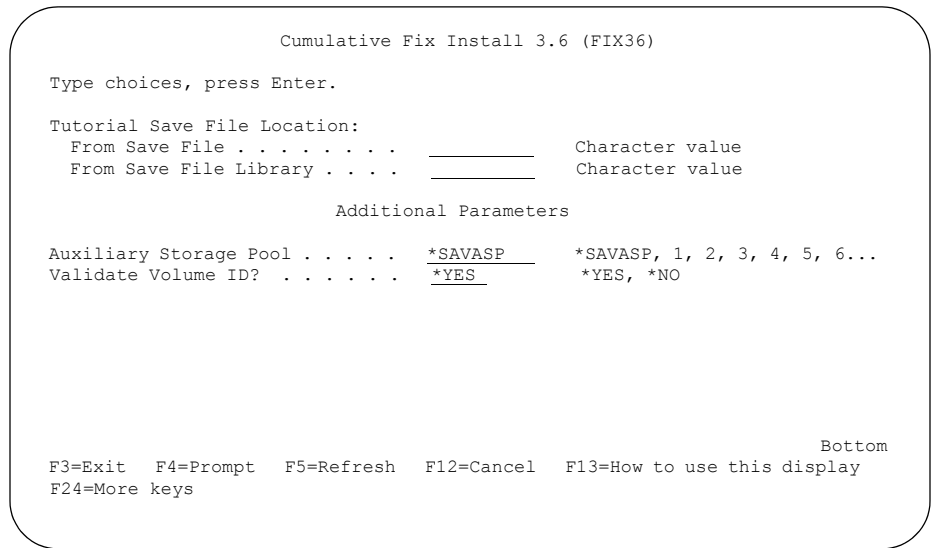 Cumulative Fix Install 3.6 (FIX36)
Type choices, press Enter.
Tutorial Save File Location:
From Save File . . . . . . . . Character value
From Save File Library . . . . Character value
Additional Parameters
Auxiliary Storage Pool . . . . . *SAVASP *SAVASP, 1, 2, 3, 4, 5, 6...
Validate Volume ID? . . . . . . *YES *YES, *NO
Bottom
F3=Exit F4=Prompt F5=Refresh F12=Cancel F13=How to use this display
F24=More keys